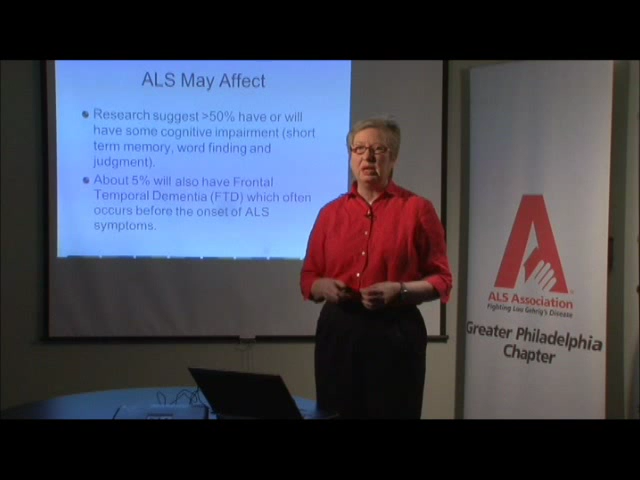 ALS May Affect
Research suggest >50% have or will
have some cognitive impairment (short
term memory, word finding and
judgment).
About 5% will also have Frontal
Temporal Dementia (FTD) which often
occurs before the onset of ALS
symptoms.
ALS Association
Fighting Lou Gehrig's Disease
Greater Philadelphia
Chapter